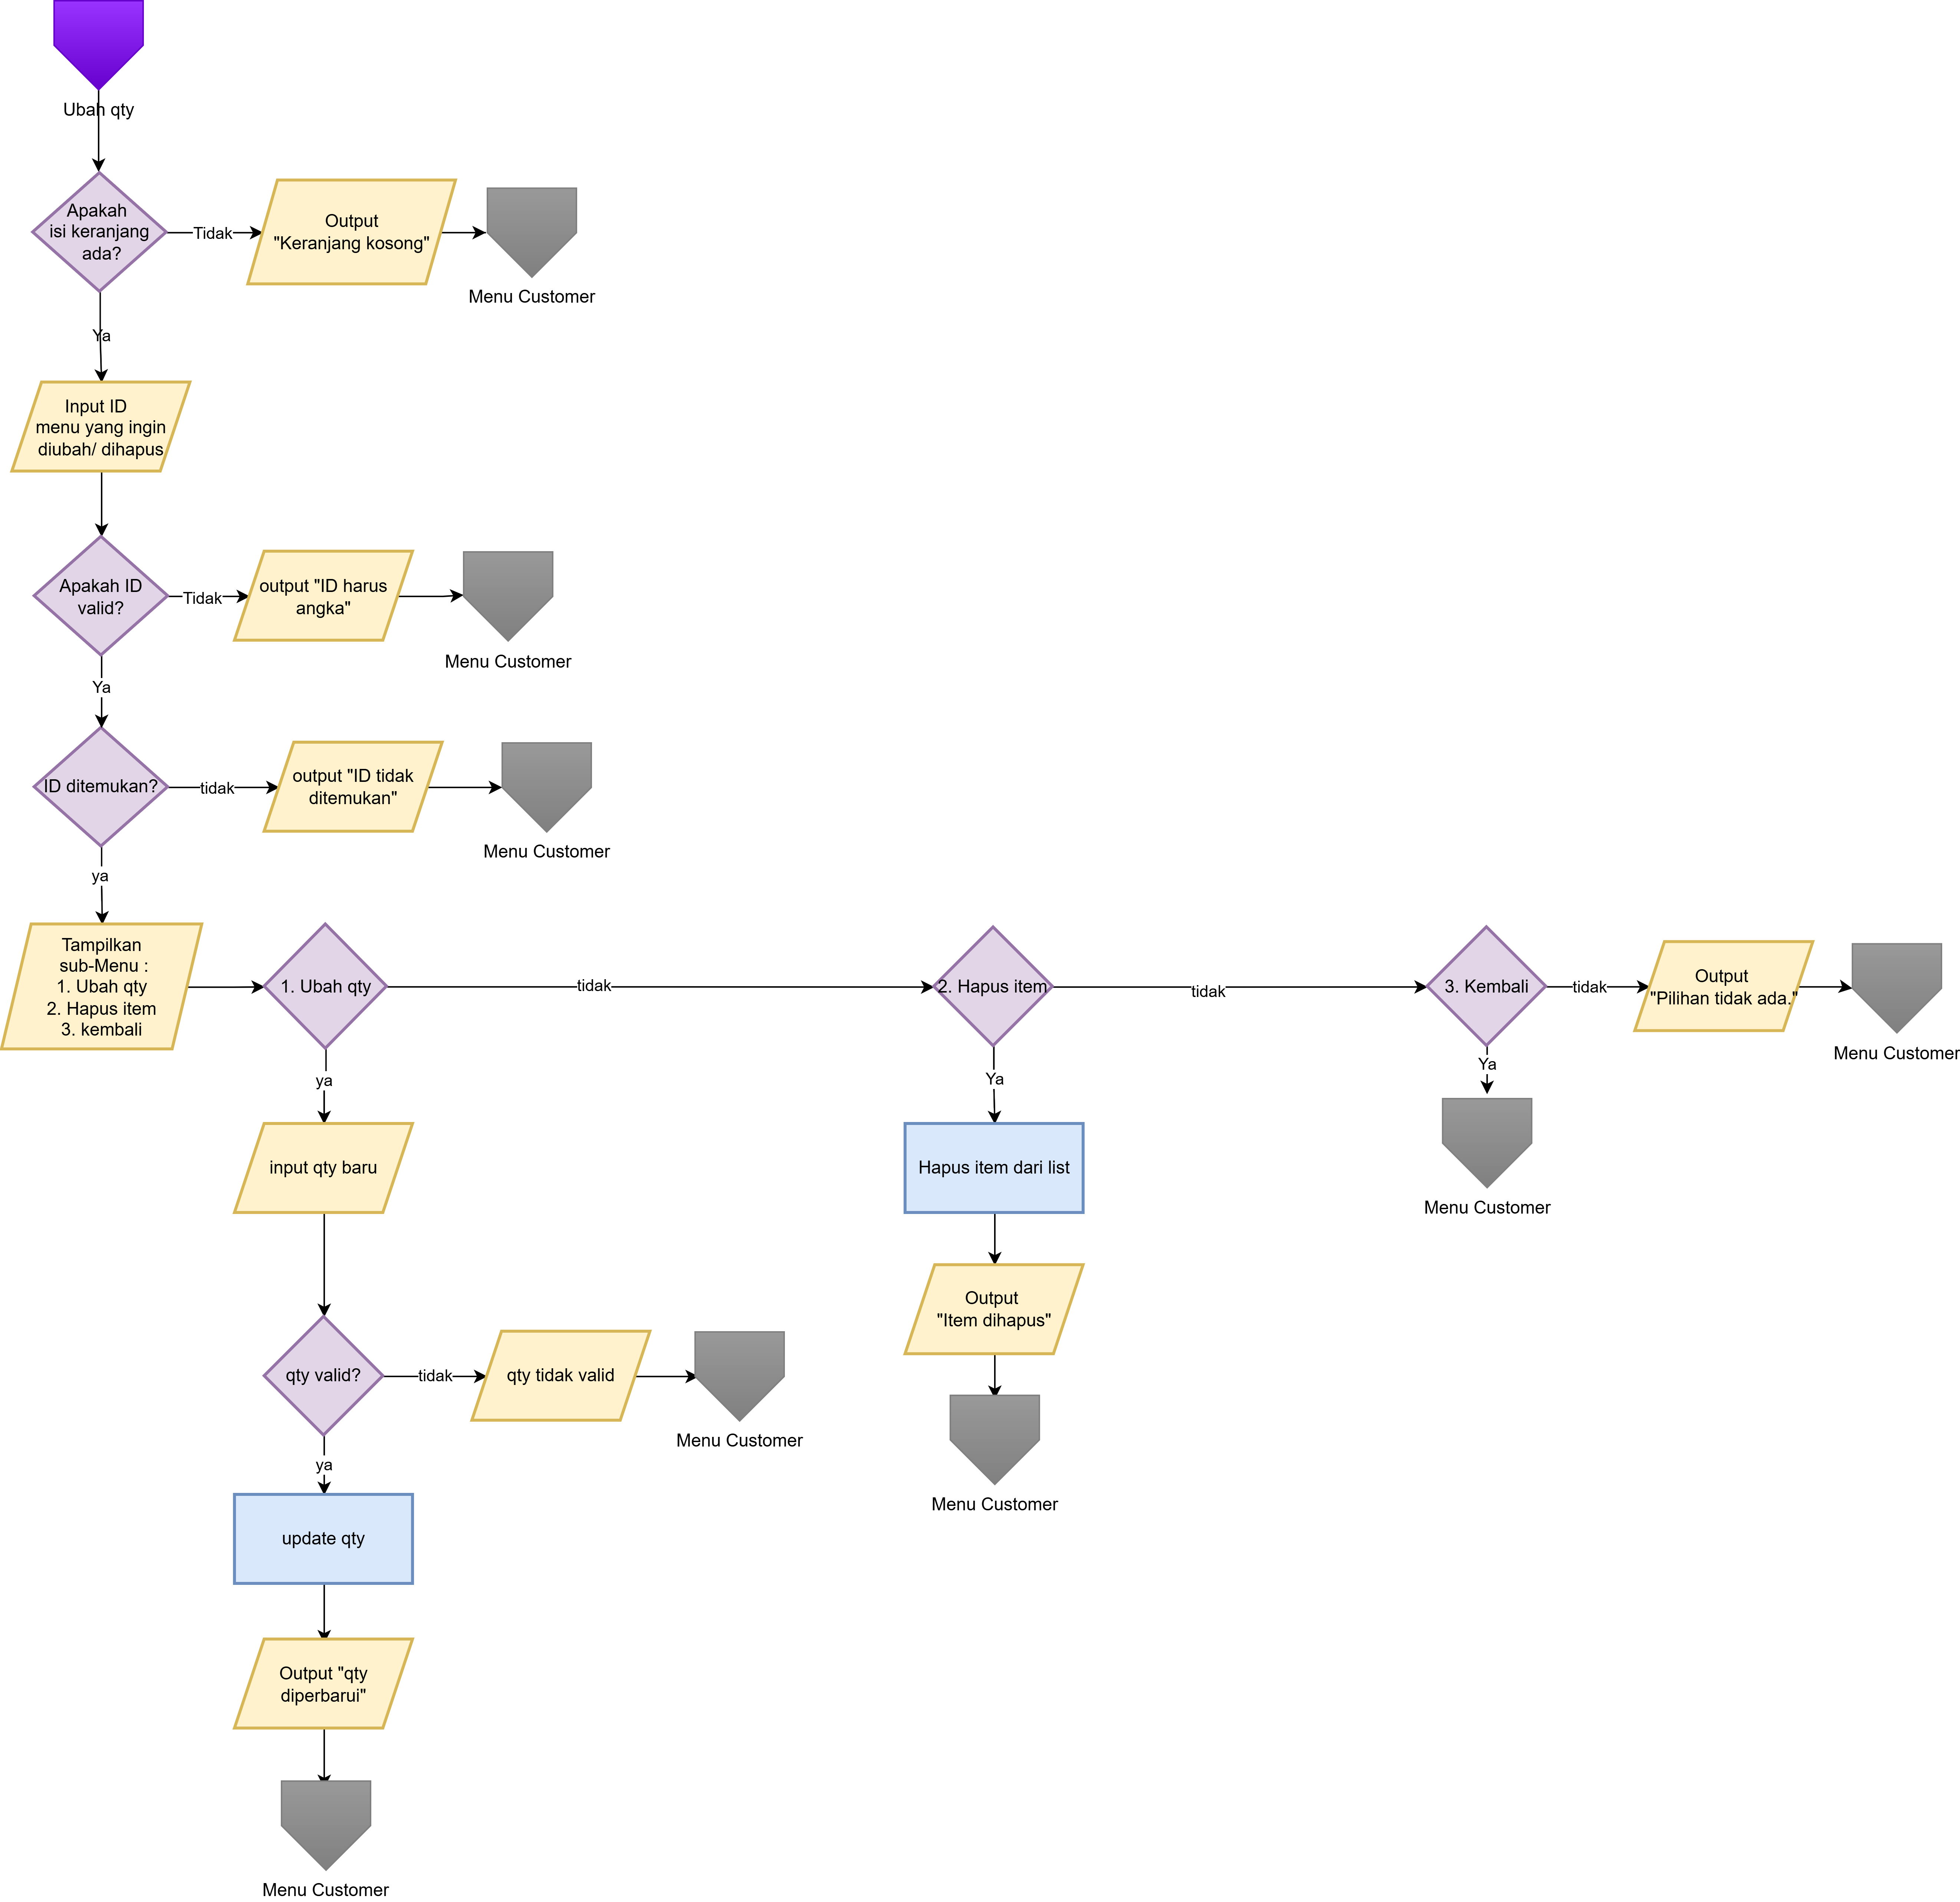 Ubah qty
Apakah
isi keranjang
ada?
Tidak
Output
"Keranjang kosong"
Menu Customer
Ya
Input ID
menu yang ingin
diubah/ dihapus
Apakah ID
valid?
Tidak
output "ID harus
angka"
Menu Customer
Ya
ID ditemukan?
tidak
output "ID tidak
ditemukan"
Menu Customer
ya
Tampilkan
sub-Menu :
1. Ubah qty
2. Hapus item
3. kembali
1. Ubah qty
tidak
2. Hapus item
tidak
3. Kembali
tidak
Output
"Pilihan tidak ada."
Menu Customer
ya
Ya
Ya
input qty baru
Hapus item dari list
Menu Customer
Output
"Item dihapus"
qty valid?
tidak
qty tidak valid
Menu Customer
ya
Menu Customer
update qty
Output "qty
diperbarui"
Menu Customer